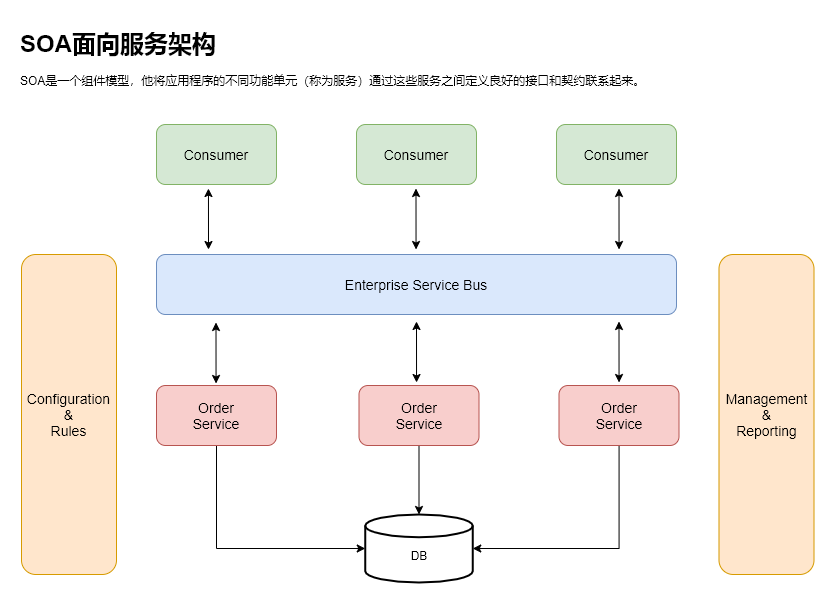 SOA面向服务架构
SOA是一个组件模型，他将应用程序的不同功能单元（称为服务）通过这些服务之间定义良好的接口和契约联系起来。
Consumer
Consumer
Consumer
Enterprise Service Bus
Configuration
&
Rules
Order
Service
Order
Service
Order
Service
Management
&
Reporting
DB